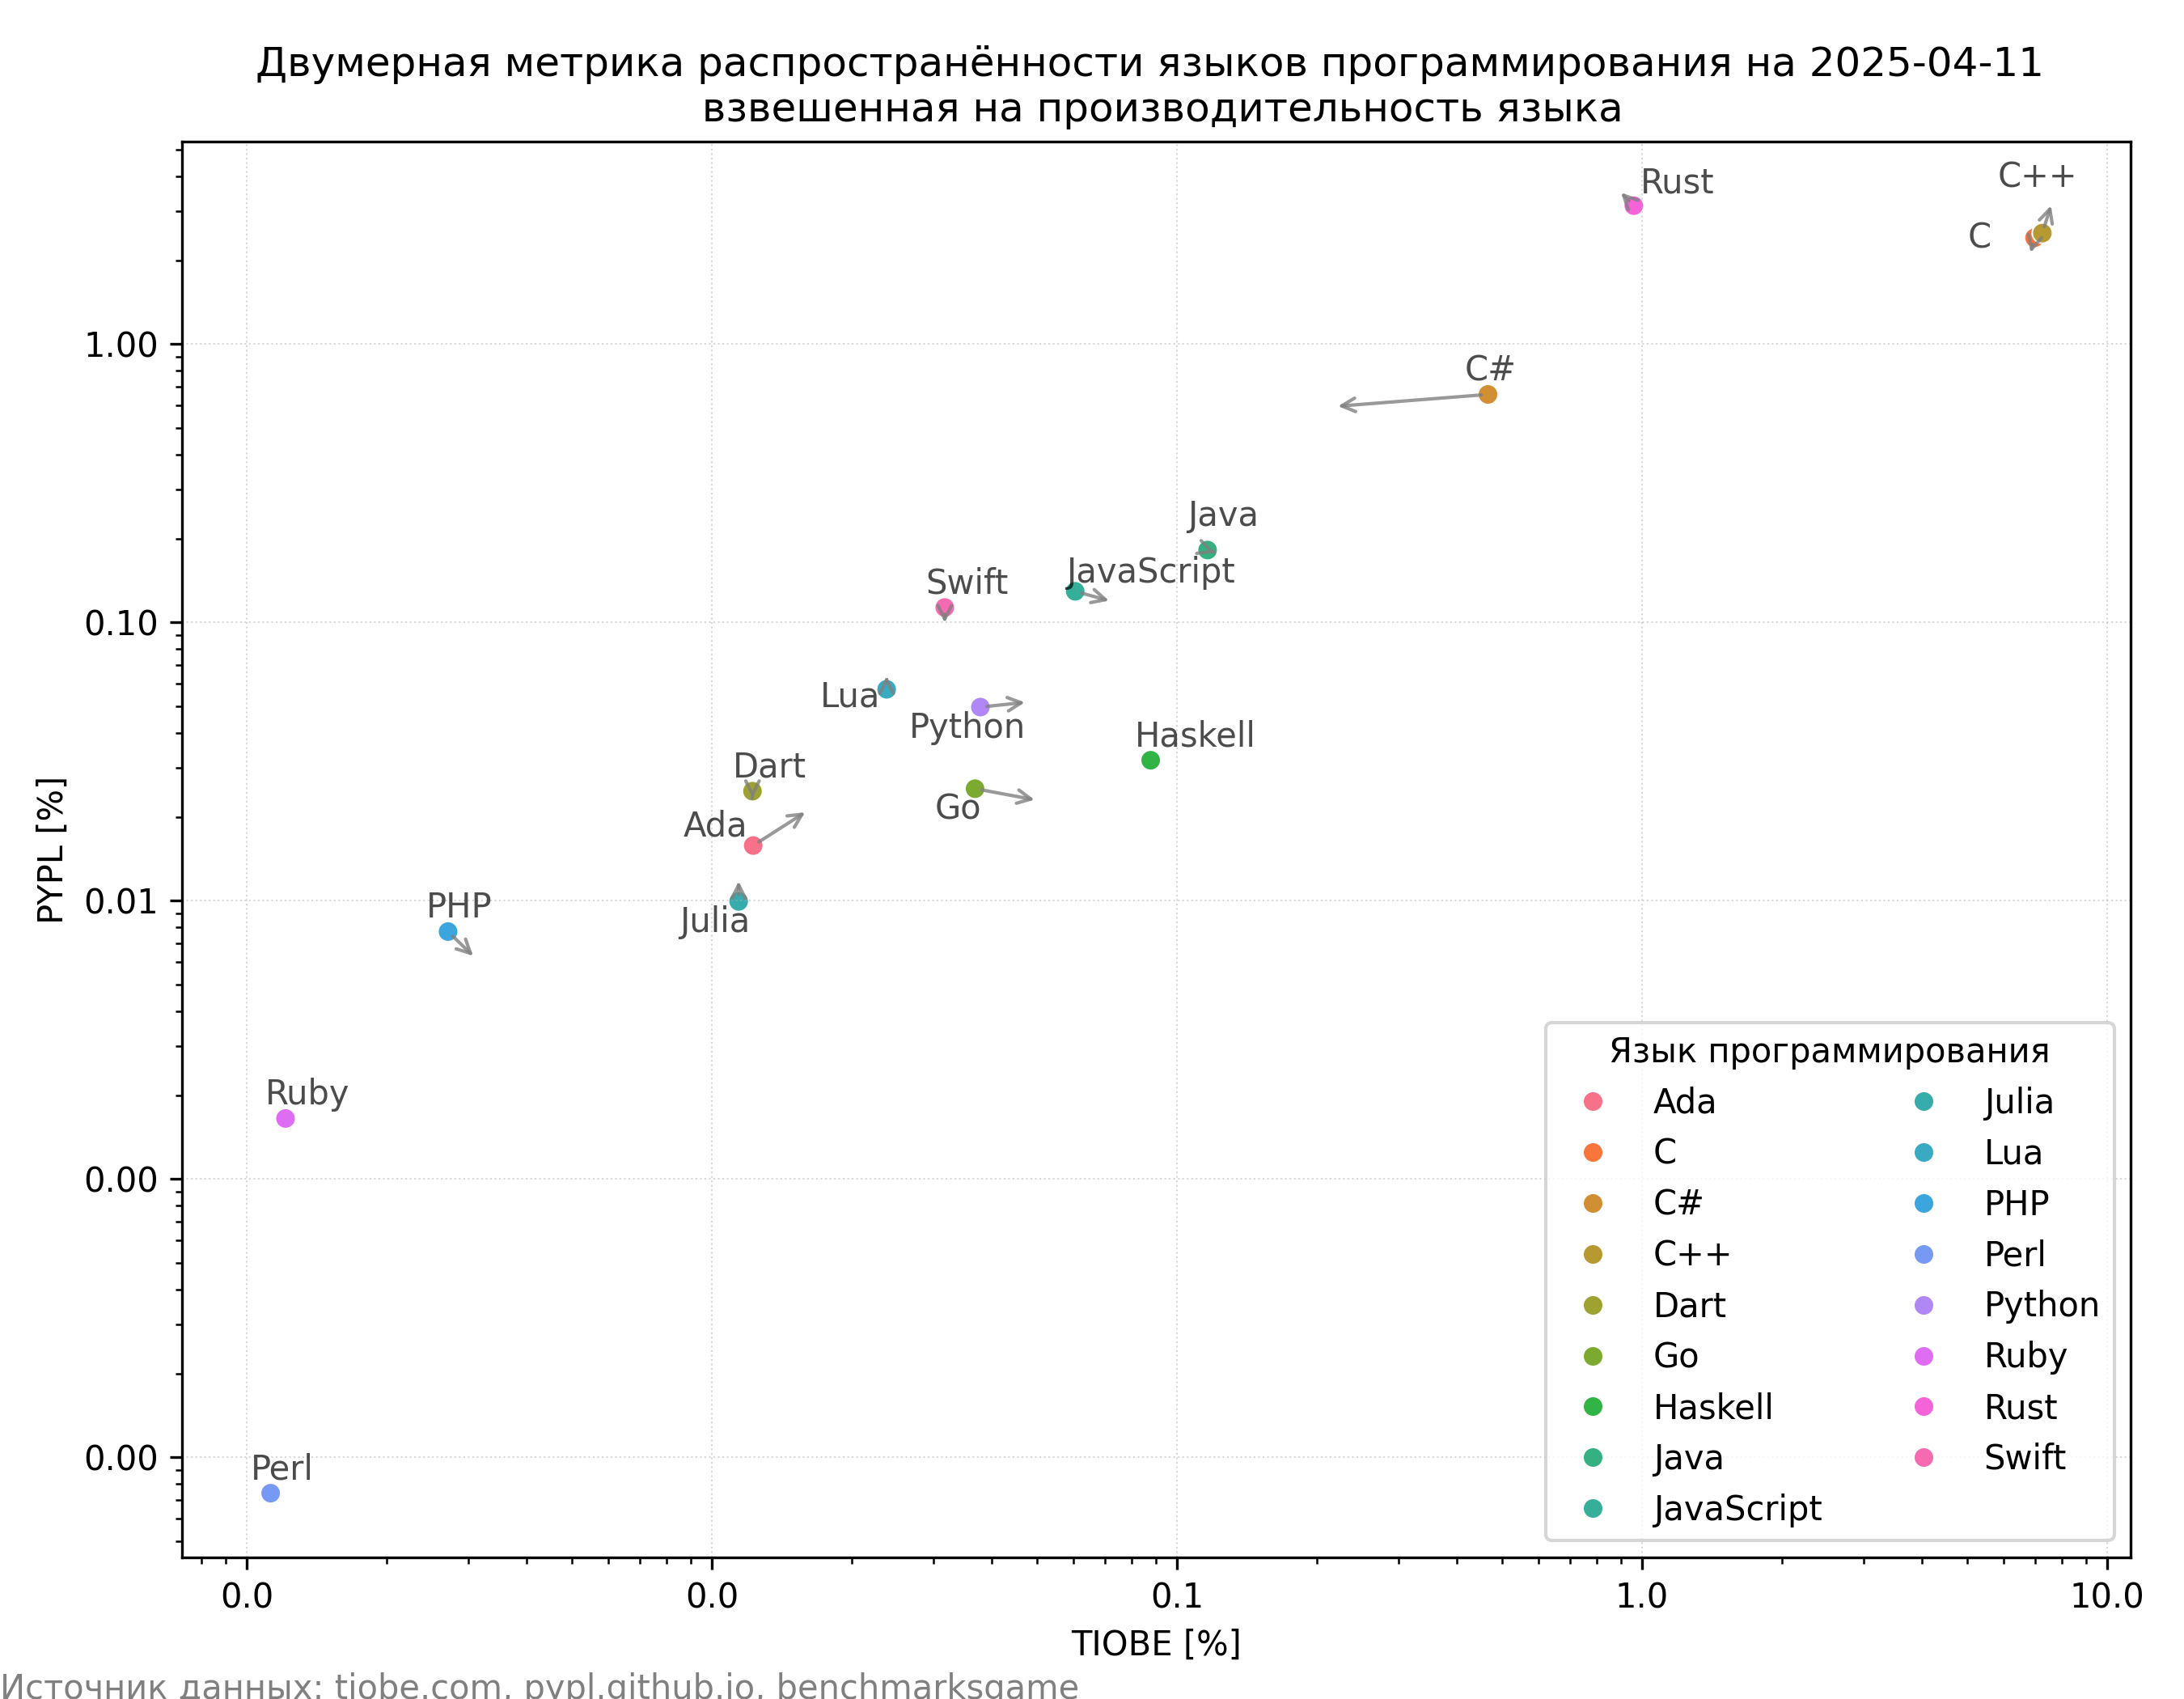 Двумерная метрика распространённости языков программирования на 2025-04-11
взвешенная на производительность языка
Rust
C++
C
1.00
C#
Java
JavaScript
Swift
0.10
Lua
Python
Haskell
Dart
Go
Ada
PYPL [%]
0.01
PHP
Julia
Ruby
0.00
Perl
0.00
Язык программирования
Ada
C
C#
C++
Dart
Go
Haskell
Java
JavaScript
Julia
Lua
PHP
Perl
Python
Ruby
Rust
Swift
0.0 0.0 0.1 1.0 10.0
TIOBE [%]
Источник данных: tiobe.com, pypl.github.io, benchmarksgame